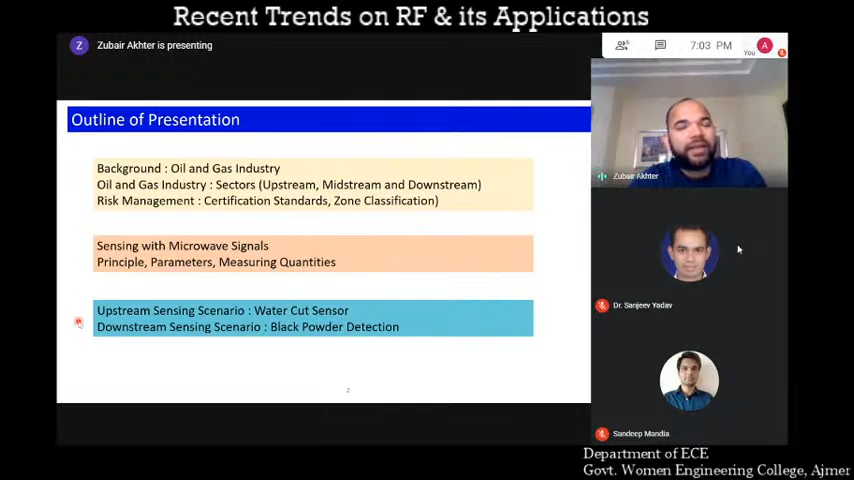 Recent Trends on RF & its Applications
Z
Zubair Akhter is presenting
7:03 PM
A
You
Outline of Presentation
Background : Oil and Gas Industry
Oil and Gas Industry : Sectors (Upstream, Midstream and Downstream)
Risk Management : Certification Standards, Zone Classification)
Sensing with Microwave Signals
Principle, Parameters, Measuring Quantities
Upstream Sensing Scenario : Water Cut Sensor
Downstream Sensing Scenario : Black Powder Detection
2
Zubair Akhter
Dr. Sanjeev Yadav
Sandeep Mandia
Department of ECE
Govt. Women Engineering College, Ajmer